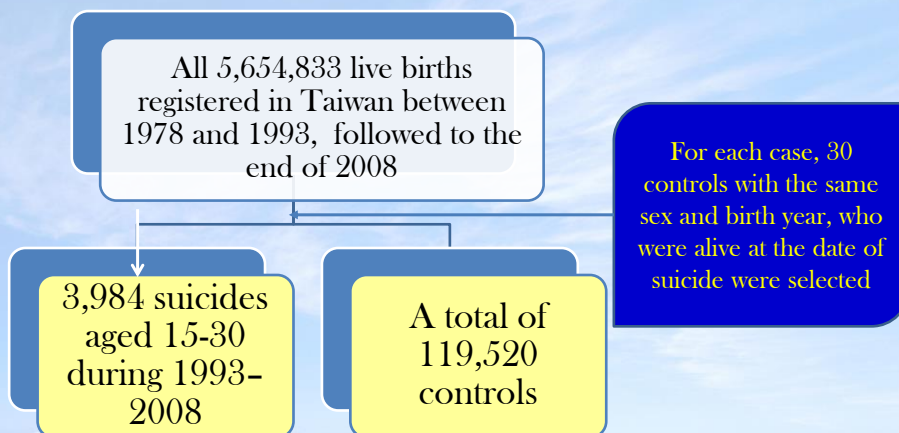 All 5,654,833 live births
registered in Taiwan between
1978 and 1993,  followed to the
end of 2008
For each case, 30
controls with the same
sex and birth year, who
were alive at the date of
suicide were selected
3,984 suicides
aged 15-30
during 1993–
2008
A total of
119,520
controls